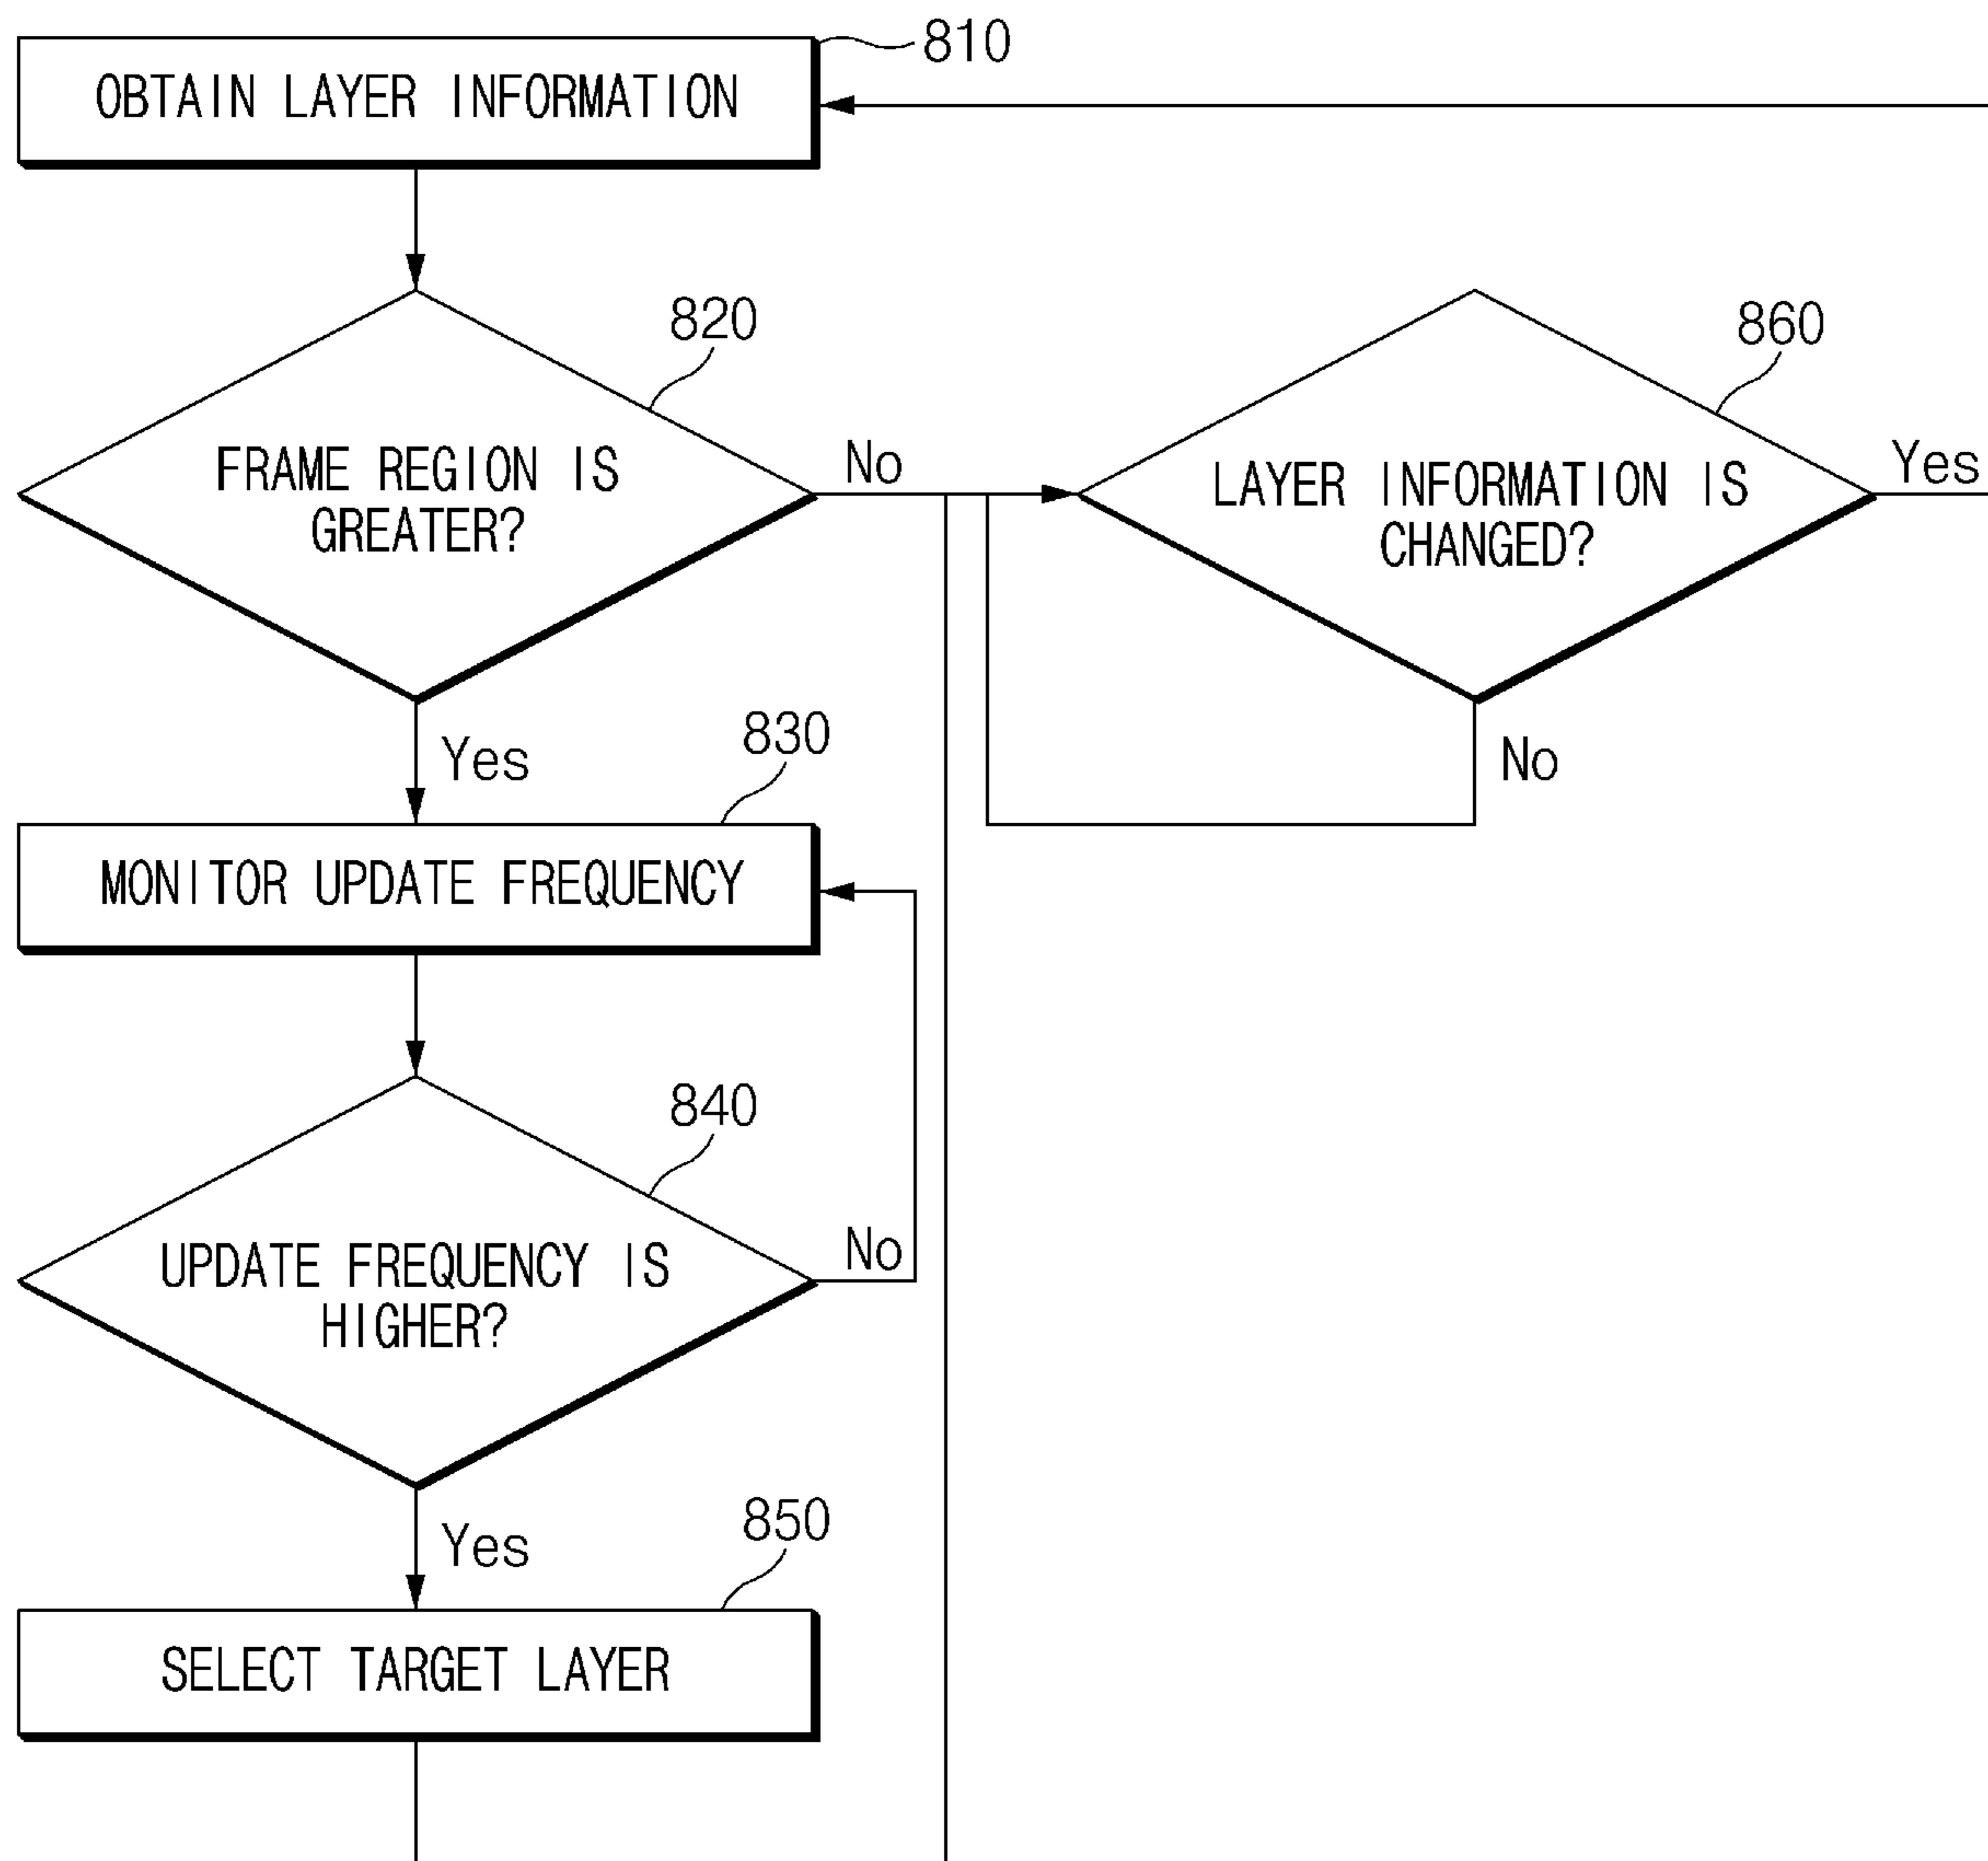 810
OBTAIN LAYER INFORMATION
820
FRAME REGION IS
GREATER?
No
Yes
860
LAYER INFORMATION IS
CHANGED?
Yes
No
830
MONITOR UPDATE FREQUENCY
840
UPDATE FREQUENCY IS
HIGHER?
No
Yes
850
SELECT TARGET LAYER